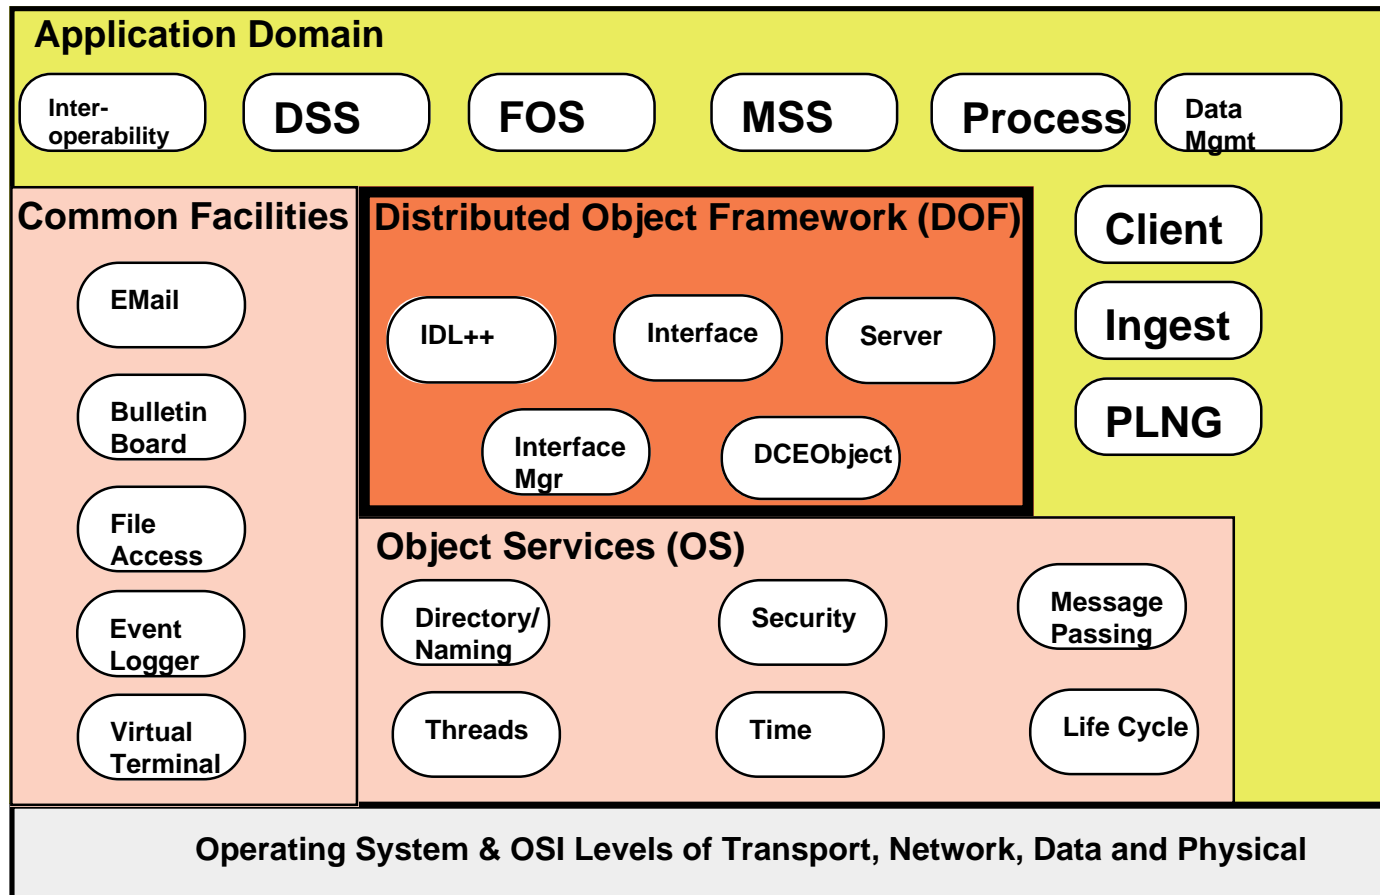 Application Domain
Inter-
operability
DSS
FOS
MSS
Process
Data
Mgmt
Common Facilities
Distributed Object Framework (DOF)
Client
Ingest
PLNG
EMail
Bulletin
Board
File
Access
Event
Logger
Virtual
Terminal
IDL++
Interface
Server
Interface
Mgr
DCEObject
Object Services (OS)
Directory/
Naming
Security
Message
Passing
Threads
Time
Life Cycle
Operating System & OSI Levels of Transport, Network, Data and Physical